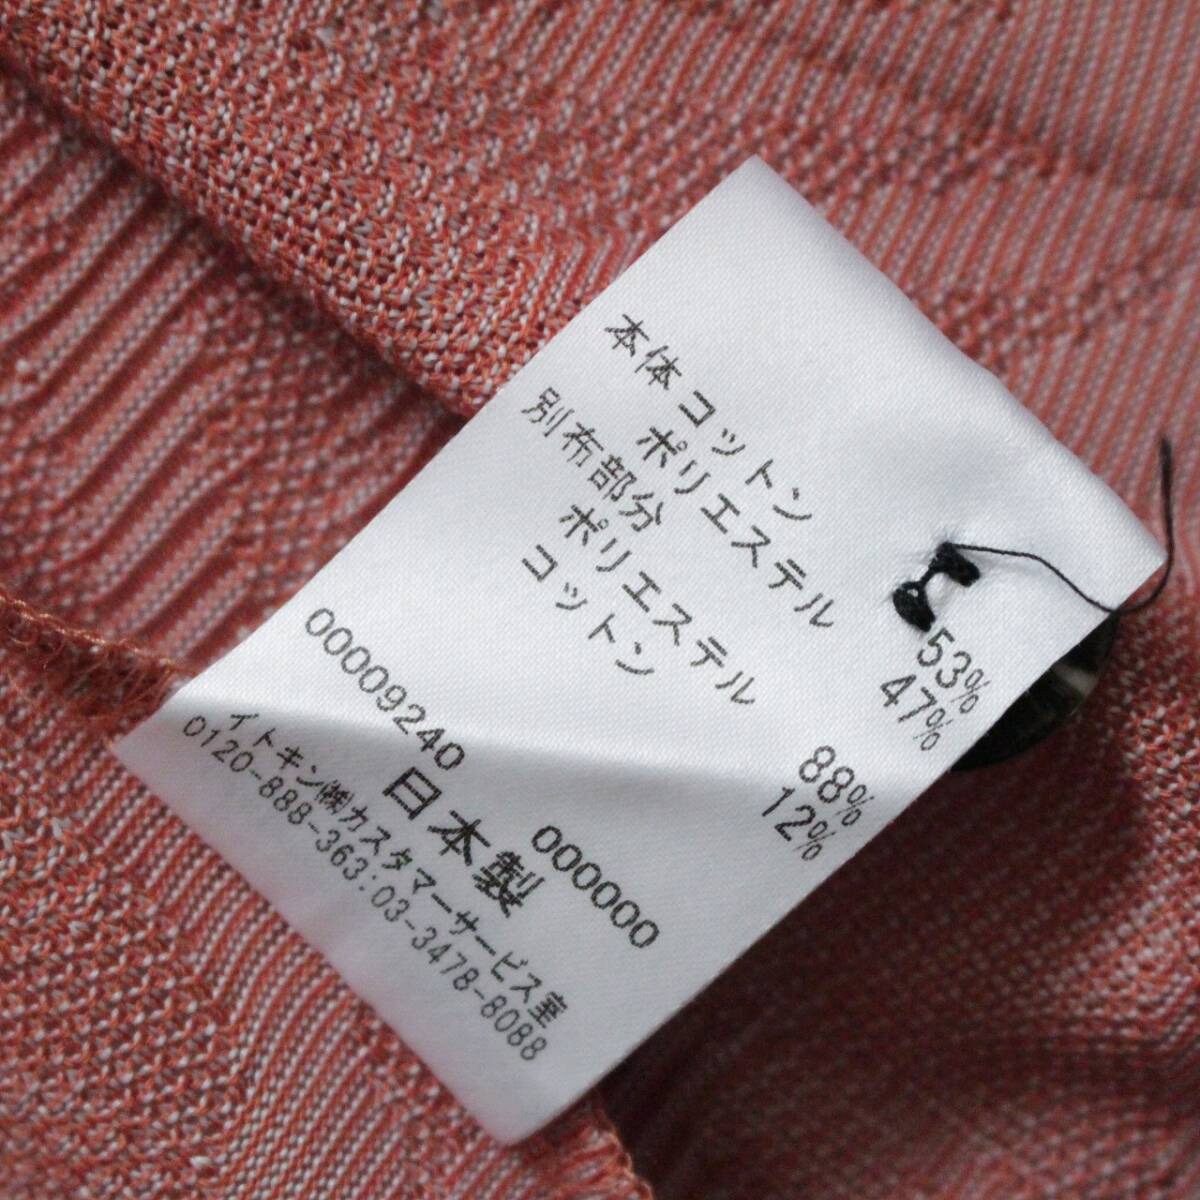 本体 コットン 53%
ポリエステル 47%
別布部分
ポリエステル 88%
コットン 12%
00009240 000000
日本製
イトキン㈱カスタマーサービス室
0120-888-363:03-3478-8088